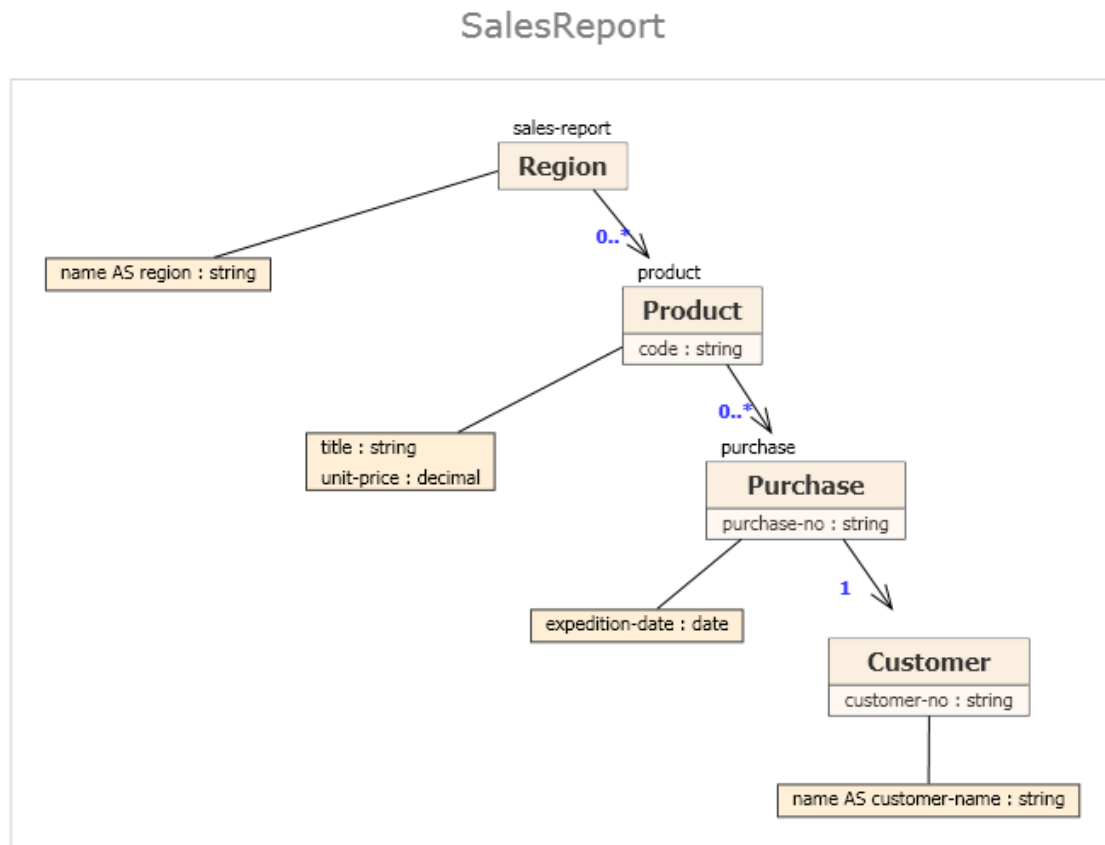 SalesReport
sales-report
Region
0..*
name AS region : string
product
Product
code : string
0..*
title : string
unit-price : decimal
purchase
Purchase
purchase-no : string
1
expedition-date : date
Customer
customer-no : string
name AS customer-name : string